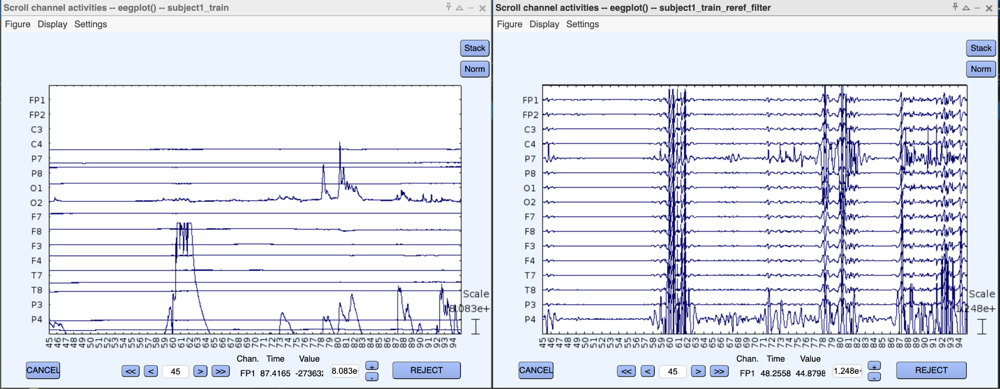 Scroll channel activities -- eegplot() -- subject1_train
Figure Display Settings
Stack
Norm
FP1
FP2
C3
C4
P7
P8
O1
O2
F7
F8
F3
F4
T7
T8
P3
P4
Scale
8.083e+
45 46 47 48 49 50 51 52 53 54 55 56 57 58 59 60 61 62 63 64 65 66 67 68 69 70 71 72 73 74 75 76 77 78 79 80 81 82 83 84 85 86 87 88 89 90 91 92 93 94
Chan. Time Value
CANCEL << < 45 > >> FP1 87.4165 -273632 8.083e + - REJECT
Scroll channel activities -- eegplot() -- subject1_train_reref_filter
Figure Display Settings
Stack
Norm
FP1
FP2
C3
C4
P7
P8
O1
O2
F7
F8
F3
F4
T7
T8
P3
P4
Scale
1.248e+
45 46 47 48 49 50 51 52 53 54 55 56 57 58 59 60 61 62 63 64 65 66 67 68 69 70 71 72 73 74 75 76 77 78 79 80 81 82 83 84 85 86 87 88 89 90 91 92 93 94
Chan. Time Value
CANCEL << < 45 > >> FP1 48.2558 44.8798 1.248e+ + - REJECT